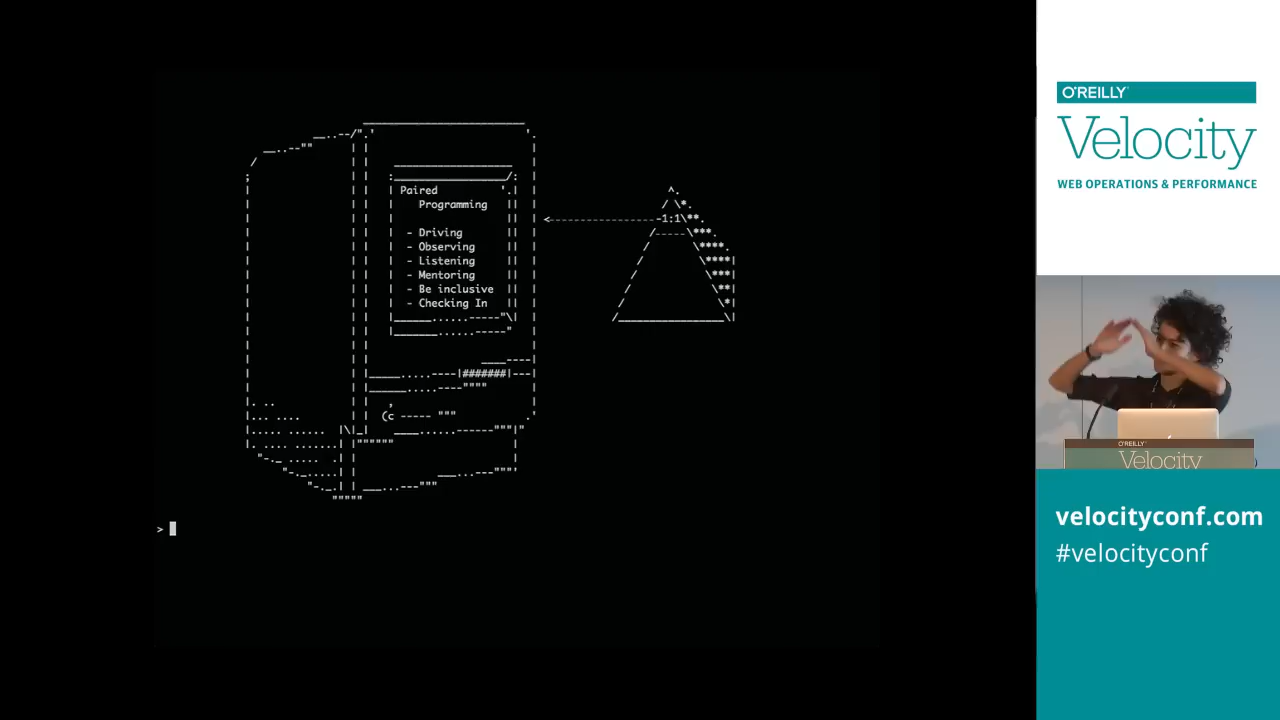 Paired
Programming
- Driving
- Observing
- Listening
- Mentoring
- Be inclusive
- Checking In
1:1
(c
>
O'REILLY
Velocity
WEB OPERATIONS & PERFORMANCE
O'REILLY
Velocity
velocityconf.com
#velocityconf